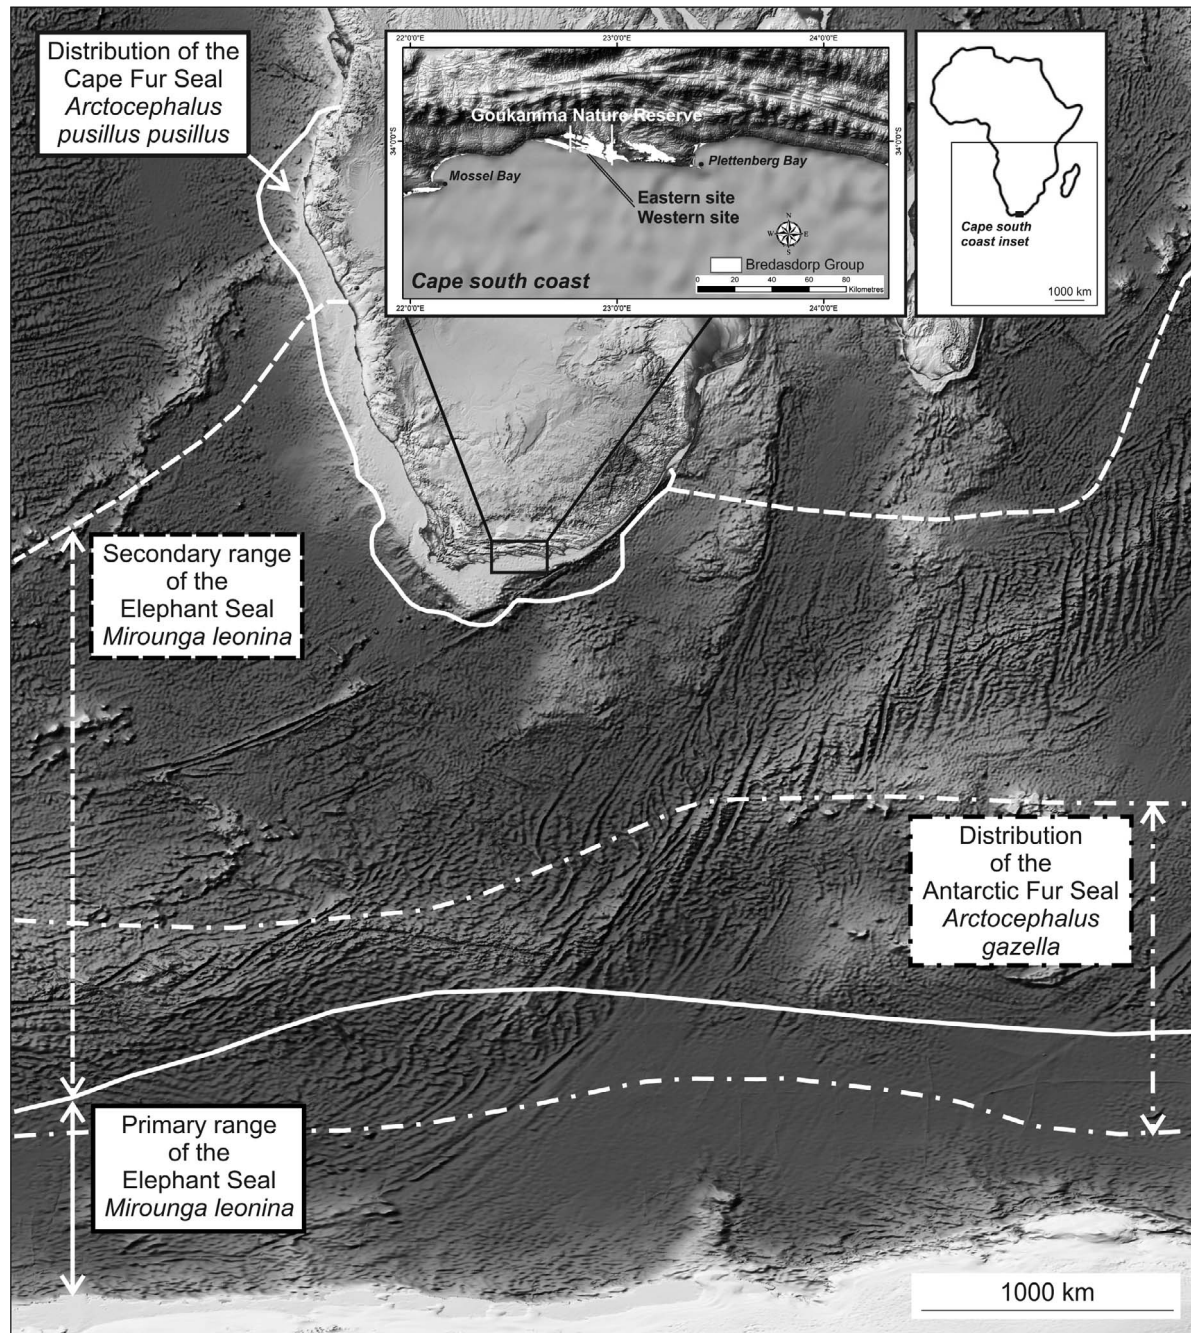 Distribution of the
Cape Fur Seal
Arctocephalus
pusillus pusillus
22°0'0"E
23°0'0"E
24°0'0"E
34°0'0"S
34°0'0"S
Goukamma Nature Reserve
Mossel Bay
Plettenberg Bay
Eastern site
Western site
N
W
E
S
Bredasdorp Group
0 20 40 60 80
Kilometres
Cape south coast
22°0'0"E
23°0'0"E
24°0'0"E
Cape south
coast inset
1000 km
Secondary range
of the
Elephant Seal
Mirounga leonina
Distribution
of the
Antarctic Fur Seal
Arctocephalus
gazella
Primary range
of the
Elephant Seal
Mirounga leonina
1000 km